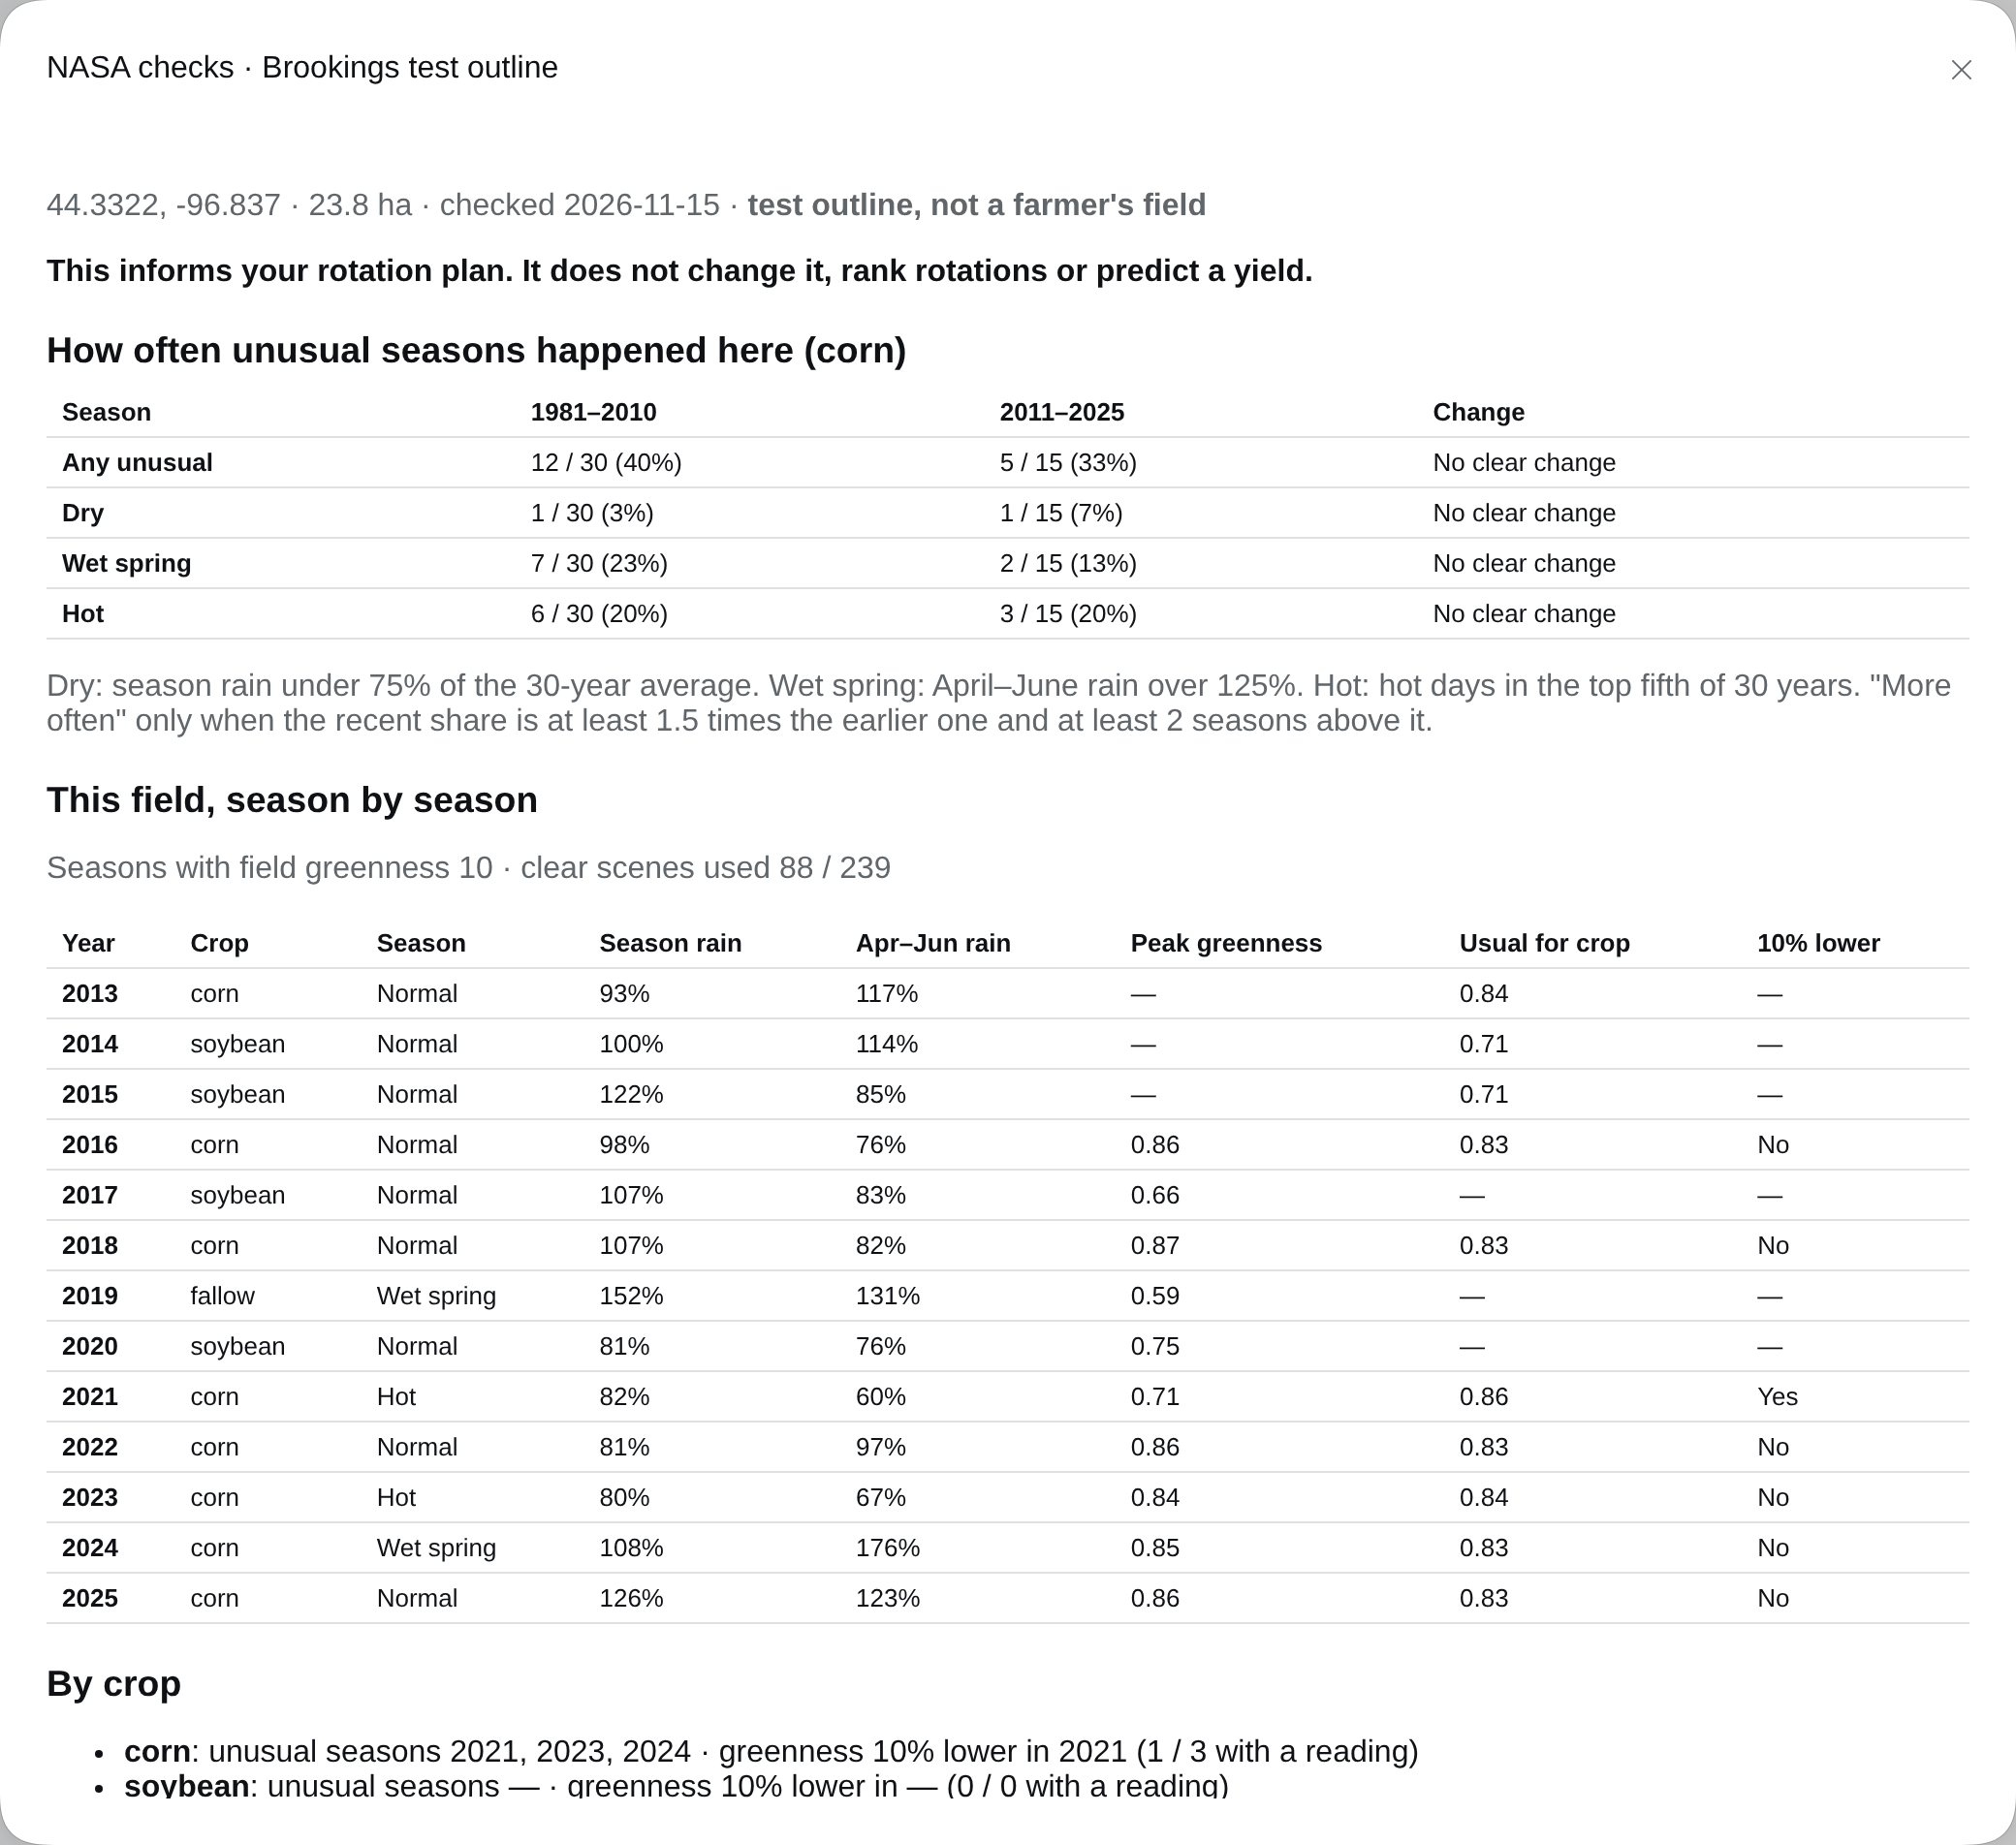 NASA checks · Brookings test outline
44.3322, -96.837 · 23.8 ha · checked 2026-11-15 · test outline, not a farmer's field
This informs your rotation plan. It does not change it, rank rotations or predict a yield.
How often unusual seasons happened here (corn)
Season 1981–2010 2011–2025 Change
Any unusual 12 / 30 (40%) 5 / 15 (33%) No clear change
Dry 1 / 30 (3%) 1 / 15 (7%) No clear change
Wet spring 7 / 30 (23%) 2 / 15 (13%) No clear change
Hot 6 / 30 (20%) 3 / 15 (20%) No clear change
Dry: season rain under 75% of the 30-year average. Wet spring: April–June rain over 125%. Hot: hot days in the top fifth of 30 years. "More
often" only when the recent share is at least 1.5 times the earlier one and at least 2 seasons above it.
This field, season by season
Seasons with field greenness 10 · clear scenes used 88 / 239
Year Crop Season Season rain Apr–Jun rain Peak greenness Usual for crop 10% lower
2013 corn Normal 93% 117% — 0.84 —
2014 soybean Normal 100% 114% — 0.71 —
2015 soybean Normal 122% 85% — 0.71 —
2016 corn Normal 98% 76% 0.86 0.83 No
2017 soybean Normal 107% 83% 0.66 — —
2018 corn Normal 107% 82% 0.87 0.83 No
2019 fallow Wet spring 152% 131% 0.59 — —
2020 soybean Normal 81% 76% 0.75 — —
2021 corn Hot 82% 60% 0.71 0.86 Yes
2022 corn Normal 81% 97% 0.86 0.83 No
2023 corn Hot 80% 67% 0.84 0.84 No
2024 corn Wet spring 108% 176% 0.85 0.83 No
2025 corn Normal 126% 123% 0.86 0.83 No
By crop
• corn: unusual seasons 2021, 2023, 2024 · greenness 10% lower in 2021 (1 / 3 with a reading)
• soybean: unusual seasons — · greenness 10% lower in — (0 / 0 with a reading)